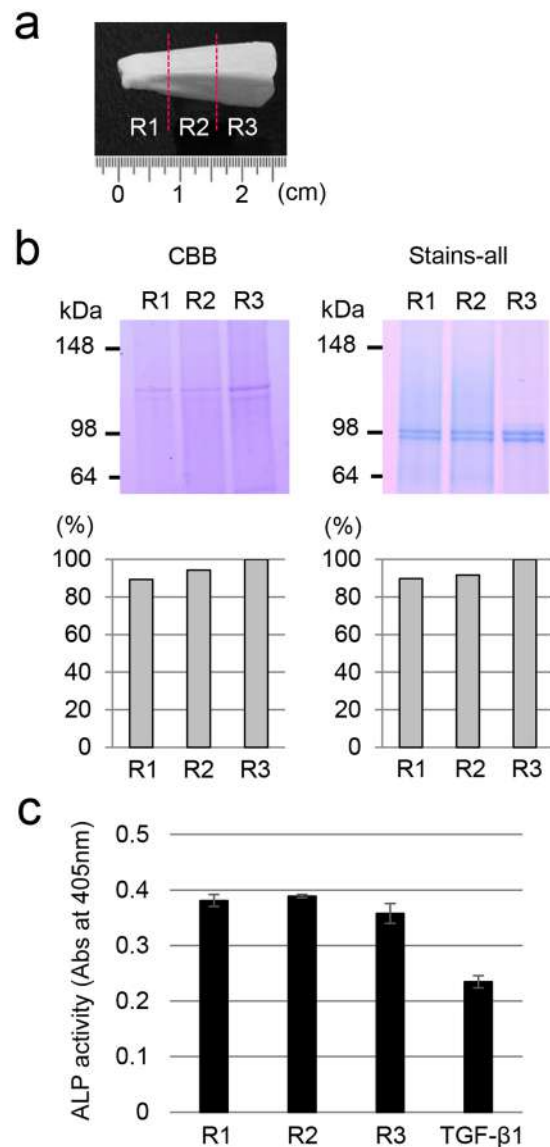 a
R1 R2 R3
0 1 2 (cm)
b
CBB
Stains-all
kDa R1 R2 R3
148
98
64
kDa R1 R2 R3
148
98
64
(%)
100
80
60
40
20
0
R1 R2 R3
(%)
100
80
60
40
20
0
R1 R2 R3
c
ALP activity (Abs at 405nm)
0.5
0.4
0.3
0.2
0.1
0
R1 R2 R3 TGF-β1